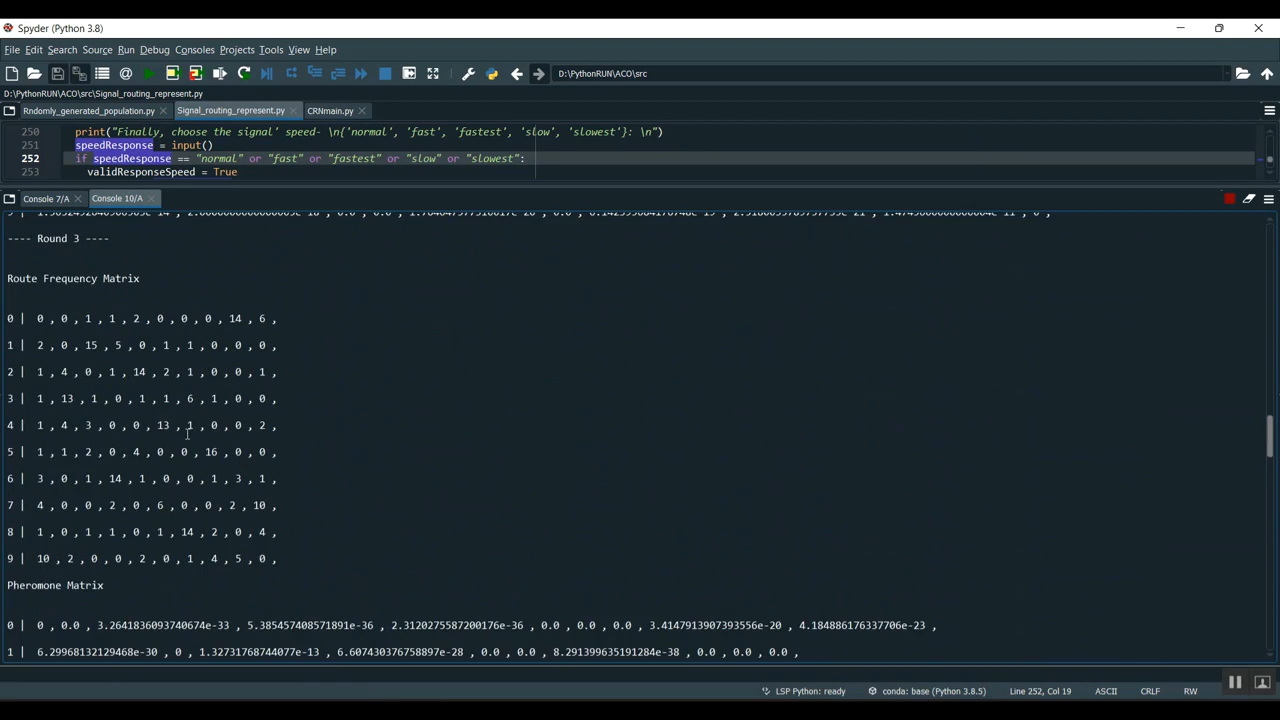 Spyder (Python 3.8)
File Edit Search Source Run Debug Consoles Projects Tools View Help
D:\PythonRUN\ACO\src
D:\PythonRUN\ACO\src\Signal_routing_represent.py
Rndomly_generated_population.py Signal_routing_represent.py CRNmain.py
250 print("Finally, choose the signal' speed- \n{'normal', 'fast', 'fastest', 'slow', 'slowest'}: \n")
251 speedResponse = input()
252 if speedResponse == "normal" or "fast" or "fastest" or "slow" or "slowest":
253 validResponseSpeed = True
Console 7/A Console 10/A
---- Round 3 ----
Route Frequency Matrix
0 | 0 , 0 , 1 , 1 , 2 , 0 , 0 , 0 , 14 , 6 ,
1 | 2 , 0 , 15 , 5 , 0 , 1 , 1 , 0 , 0 , 0 ,
2 | 1 , 4 , 0 , 1 , 14 , 2 , 1 , 0 , 0 , 1 ,
3 | 1 , 13 , 1 , 0 , 1 , 1 , 6 , 1 , 0 , 0 ,
4 | 1 , 4 , 3 , 0 , 0 , 13 , 1 , 0 , 0 , 2 ,
5 | 1 , 1 , 2 , 0 , 4 , 0 , 0 , 16 , 0 , 0 ,
6 | 3 , 0 , 1 , 14 , 1 , 0 , 0 , 1 , 3 , 1 ,
7 | 4 , 0 , 0 , 2 , 0 , 6 , 0 , 0 , 2 , 10 ,
8 | 1 , 0 , 1 , 1 , 0 , 1 , 14 , 2 , 0 , 4 ,
9 | 10 , 2 , 0 , 0 , 2 , 0 , 1 , 4 , 5 , 0 ,
Pheromone Matrix
0 | 0 , 0.0 , 3.2641836093740674e-33 , 5.385457408571891e-36 , 2.3120275587200176e-36 , 0.0 , 0.0 , 0.0 , 3.4147913907393556e-20 , 4.184886176337706e-23 ,
1 | 6.29968132129468e-30 , 0 , 1.32731768744077e-13 , 6.607430376758897e-28 , 0.0 , 0.0 , 8.291399635191284e-38 , 0.0 , 0.0 , 0.0 ,
LSP Python: ready conda: base (Python 3.8.5) Line 252, Col 19 ASCII CRLF RW